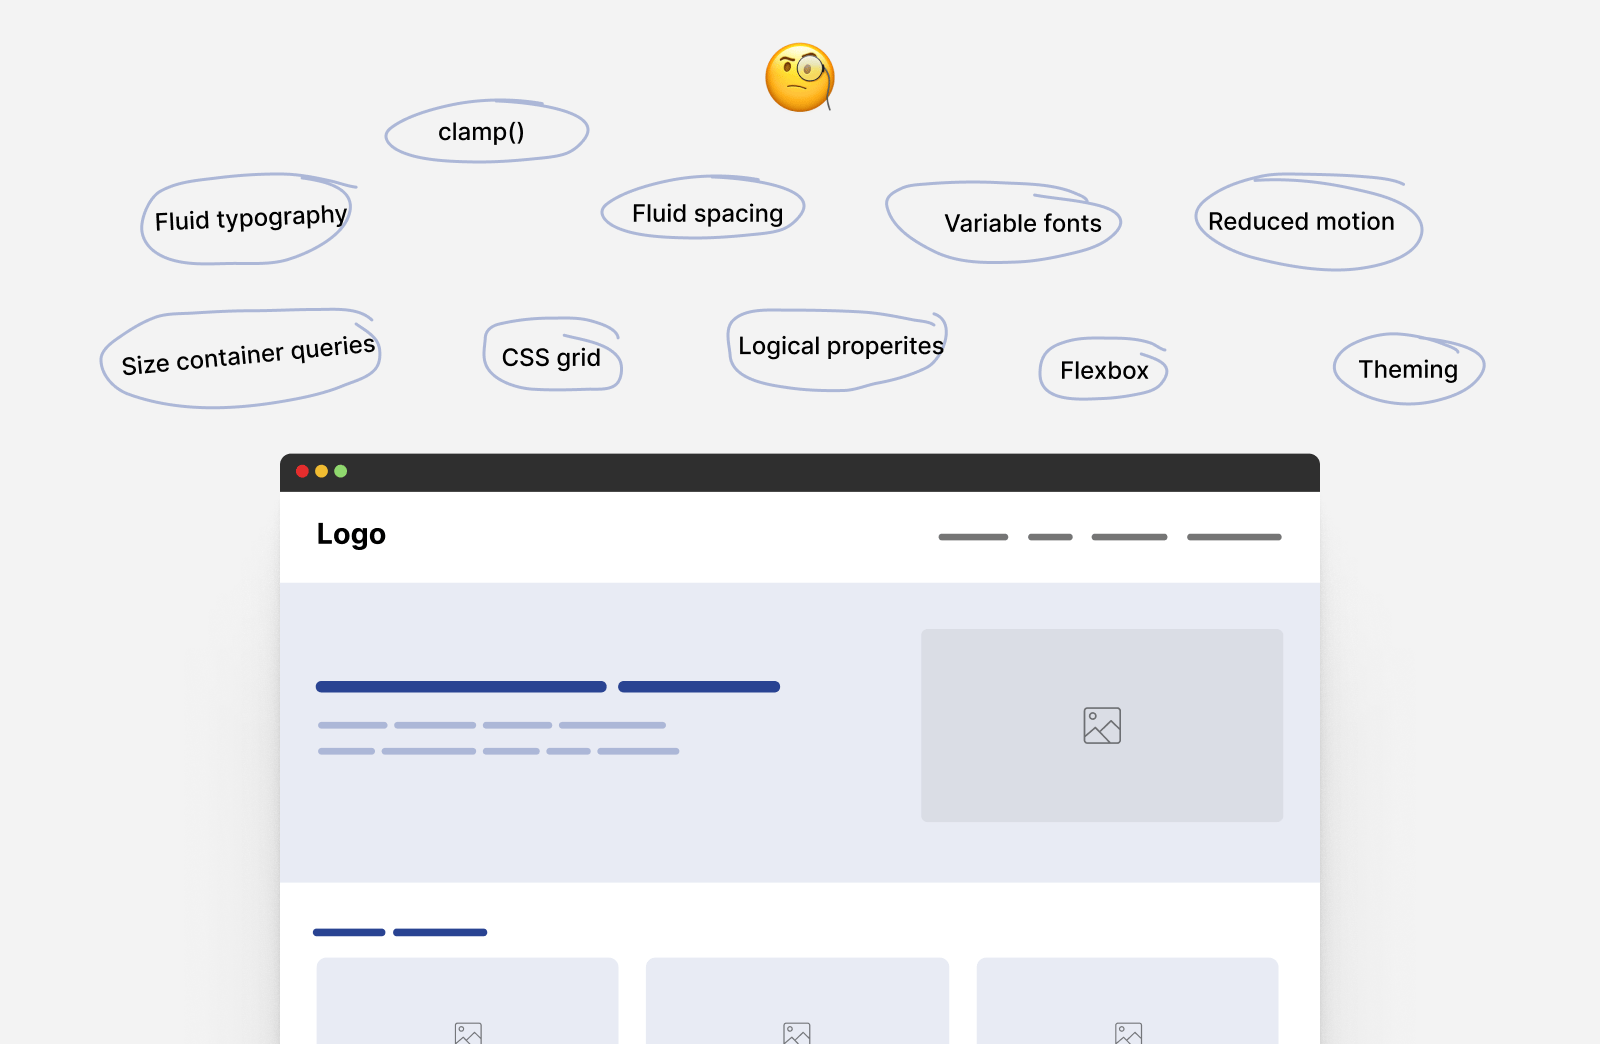 clamp()
Fluid typography
Fluid spacing
Variable fonts
Reduced motion
Size container queries
CSS grid
Logical properites
Flexbox
Theming
Logo